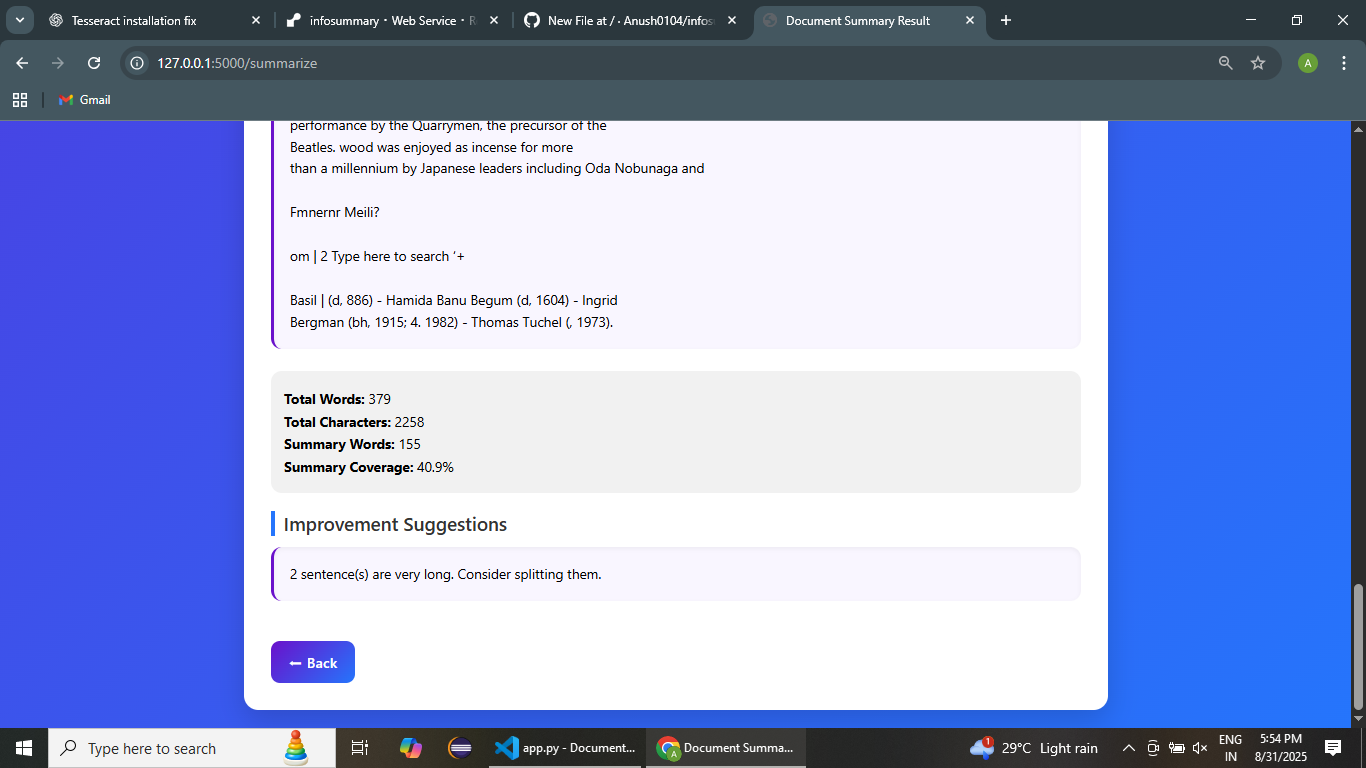 Tesseract installation fix
infosummary · Web Service · R
New File at / · Anush0104/infos
Document Summary Result
127.0.0.1:5000/summarize
A
Gmail
performance by the Quarrymen, the precursor of the
Beatles. wood was enjoyed as incense for more
than a millennium by Japanese leaders including Oda Nobunaga and
Fmnernr Meili?
om | 2 Type here to search ‘+
Basil | (d, 886) - Hamida Banu Begum (d, 1604) - Ingrid
Bergman (bh, 1915; 4. 1982) - Thomas Tuchel (, 1973).
Total Words: 379
Total Characters: 2258
Summary Words: 155
Summary Coverage: 40.9%
Improvement Suggestions
2 sentence(s) are very long. Consider splitting them.
⬅ Back
Type here to search
app.py - Document...
Document Summa...
1
29°C Light rain
ENG
IN
5:54 PM
8/31/2025